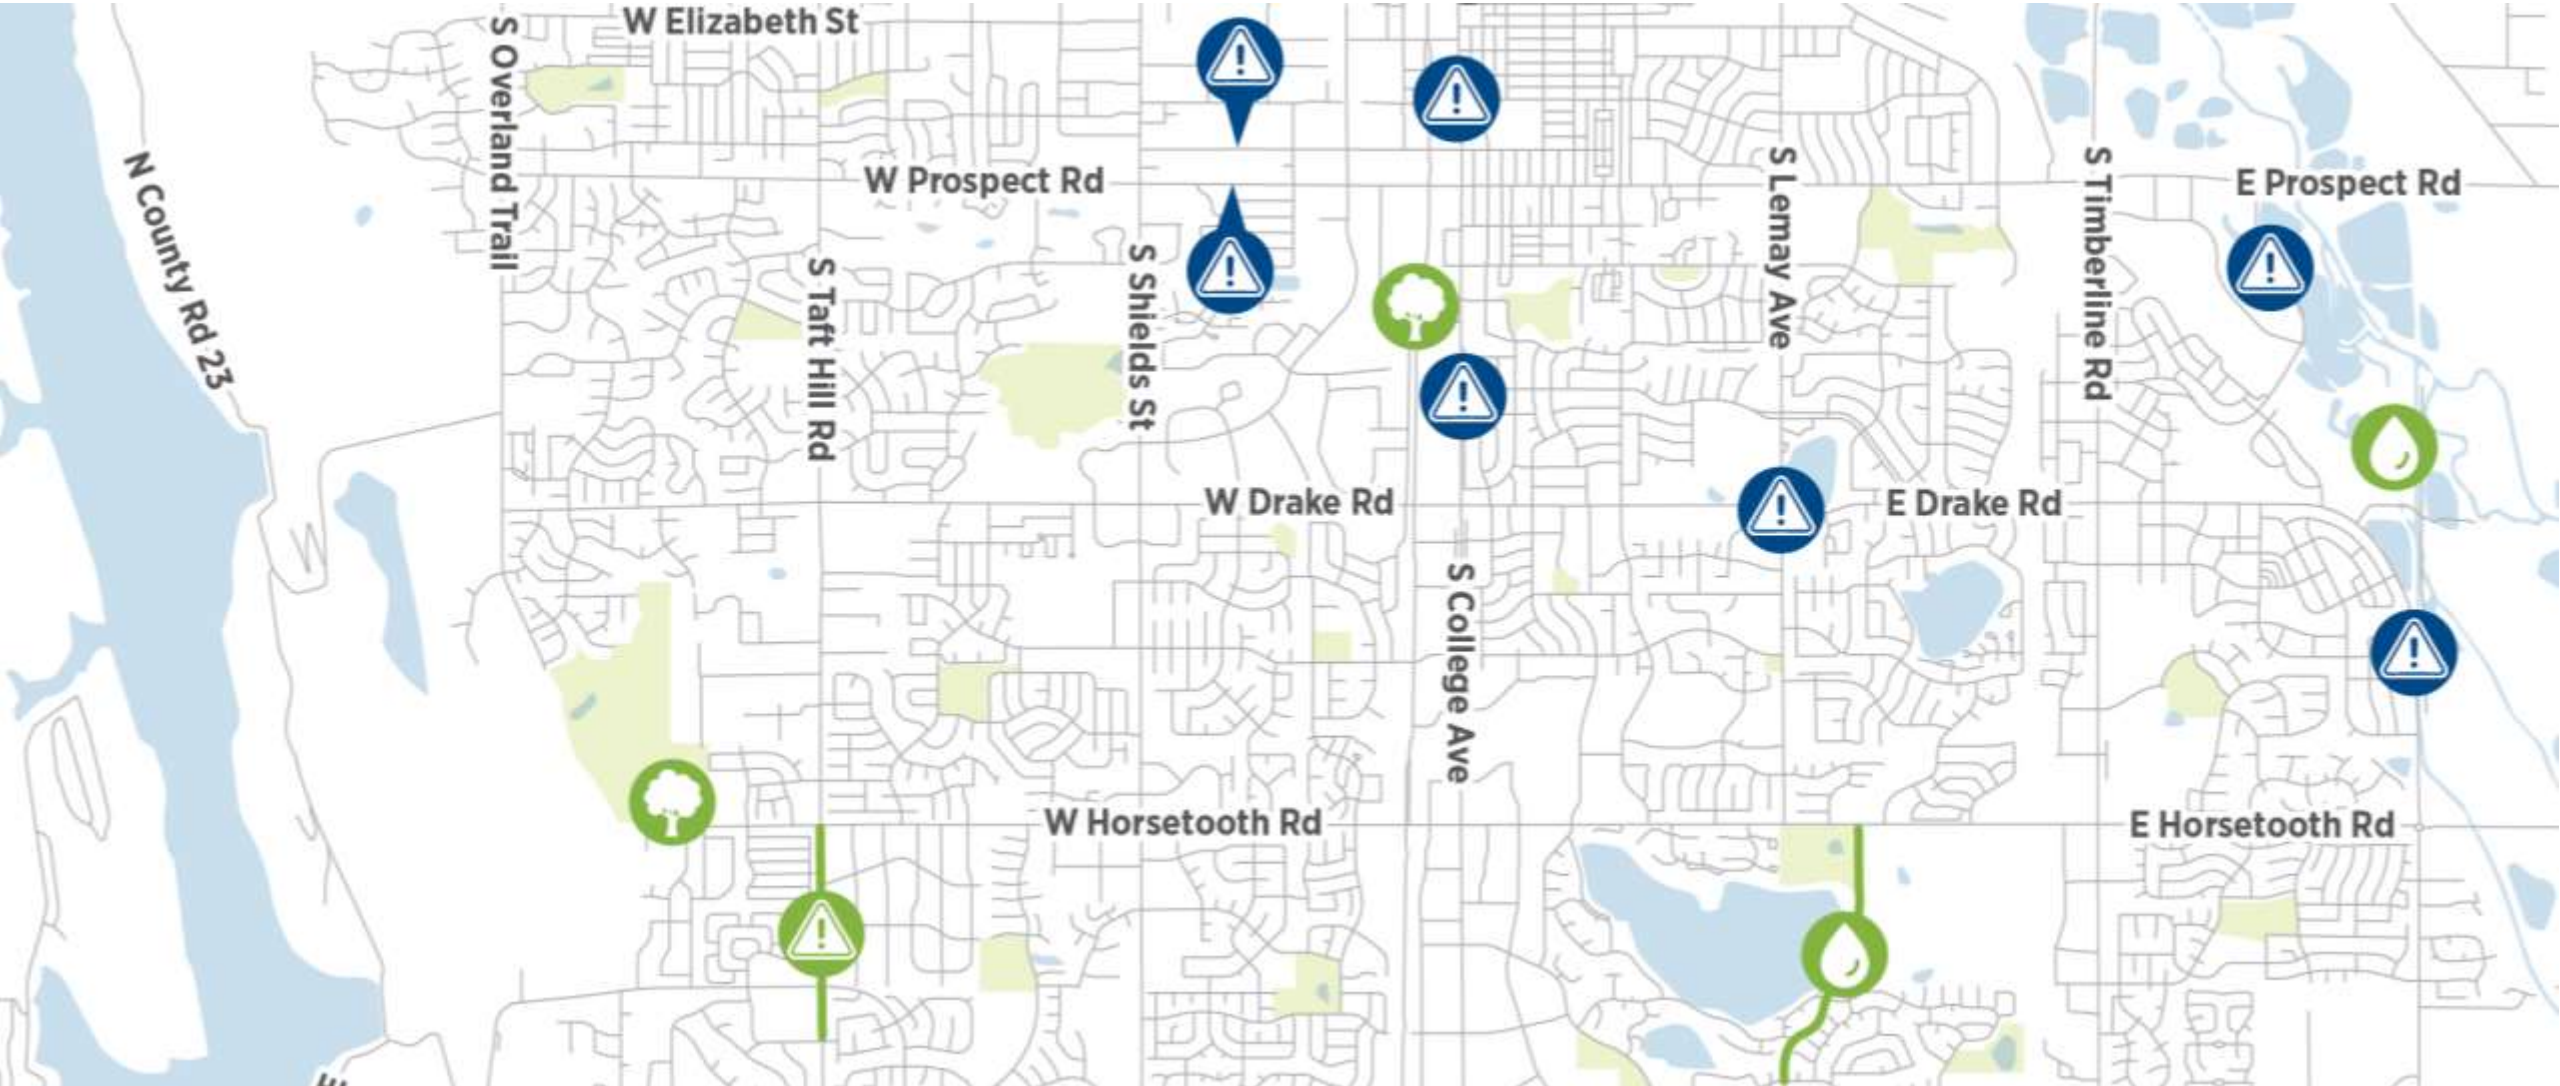 W Elizabeth St
S Overland Trail
N County Rd 23
W Prospect Rd
S Lemay Ave
S Timberline Rd
E Prospect Rd
S Taft Hill Rd
S Shields St
W Drake Rd
E Drake Rd
S College Ave
W Horsetooth Rd
E Horsetooth Rd